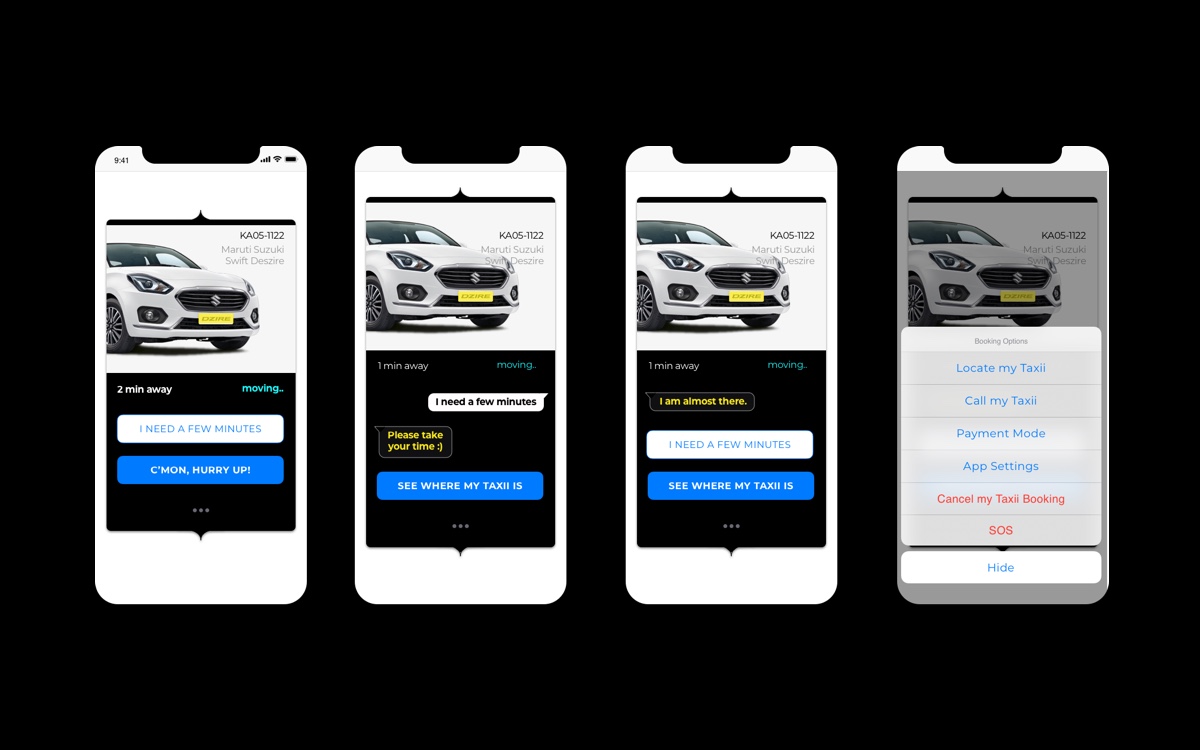 9:41
KA05-1122
Maruti Suzuki
Swift Deszire
DZIRE
2 min away
moving..
I NEED A FEW MINUTES
C'MON, HURRY UP!
KA05-1122
Maruti Suzuki
Swift Deszire
DZIRE
1 min away
moving..
I need a few minutes
Please take
your time :)
SEE WHERE MY TAXII IS
KA05-1122
Maruti Suzuki
Swift Deszire
DZIRE
1 min away
moving..
I am almost there.
I NEED A FEW MINUTES
SEE WHERE MY TAXII IS
KA05-1122
Maruti Suzuki
Swift Deszire
Booking Options
Locate my Taxii
Call my Taxii
Payment Mode
App Settings
Cancel my Taxii Booking
SOS
Hide